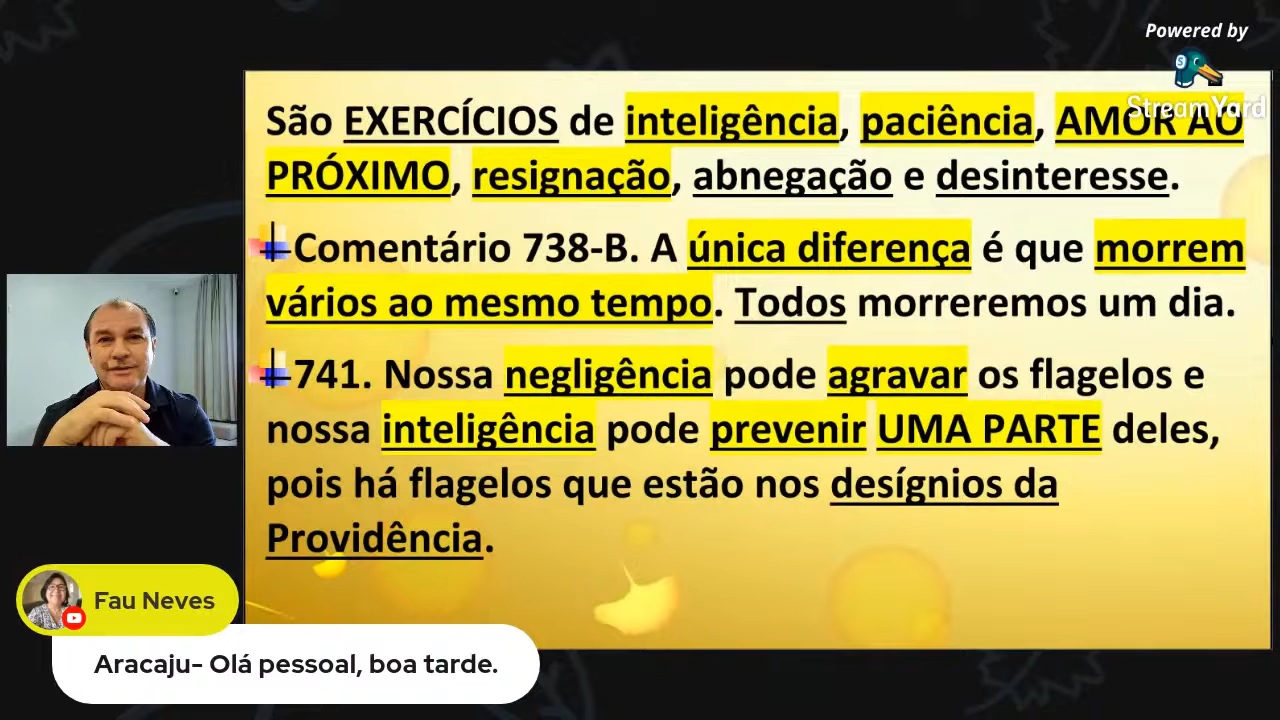 Powered by
StreamYard
São EXERCÍCIOS de inteligência, paciência, AMOR AO
PRÓXIMO, resignação, abnegação e desinteresse.
Comentário 738-B. A única diferença é que morrem
vários ao mesmo tempo. Todos morreremos um dia.
741. Nossa negligência pode agravar os flagelos e
nossa inteligência pode prevenir UMA PARTE deles,
pois há flagelos que estão nos desígnios da
Providência.
Fau Neves
Aracaju- Olá pessoal, boa tarde.